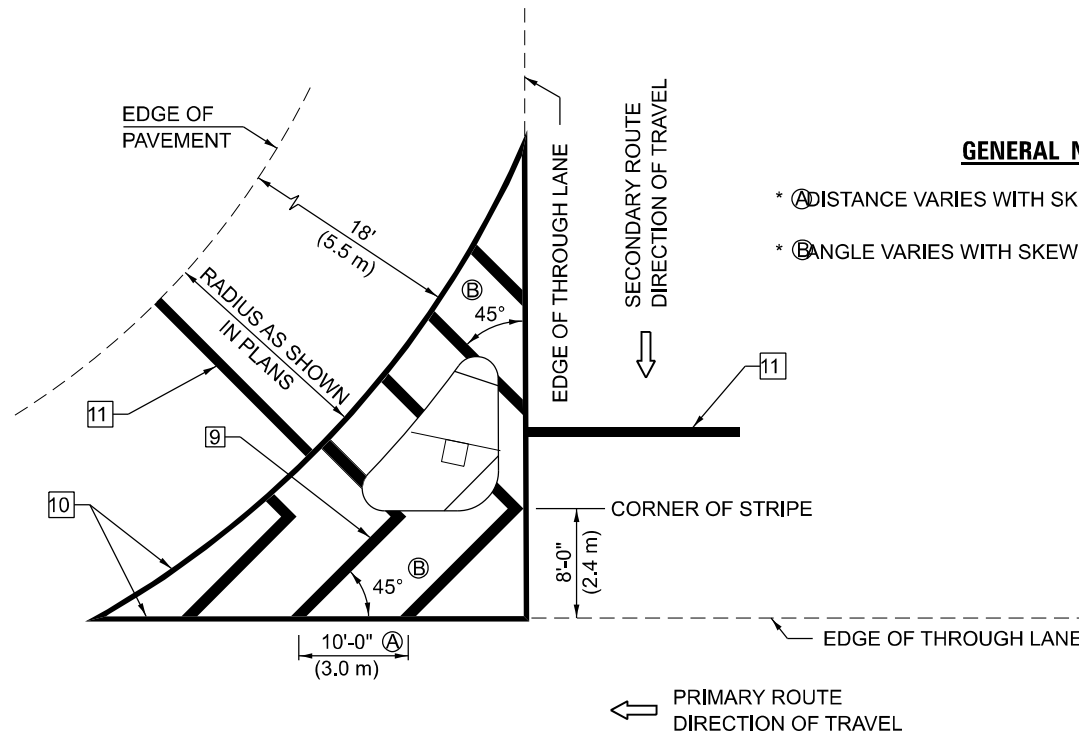 EDGE OF
PAVEMENT
18'
(5.5 m)
RADIUS AS SHOWN
IN PLANS
EDGE OF THROUGH LANE
SECONDARY ROUTE
DIRECTION OF TRAVEL
GENERAL
* Ⓐ DISTANCE VARIES WITH
* Ⓑ ANGLE VARIES WITH SKEW
Ⓑ
45°
11
11
9
10
CORNER OF STRIPE
8'-0"
(2.4 m)
45° Ⓑ
10'-0" Ⓐ
(3.0 m)
EDGE OF THROUGH LANE
PRIMARY ROUTE
DIRECTION OF TRAVEL